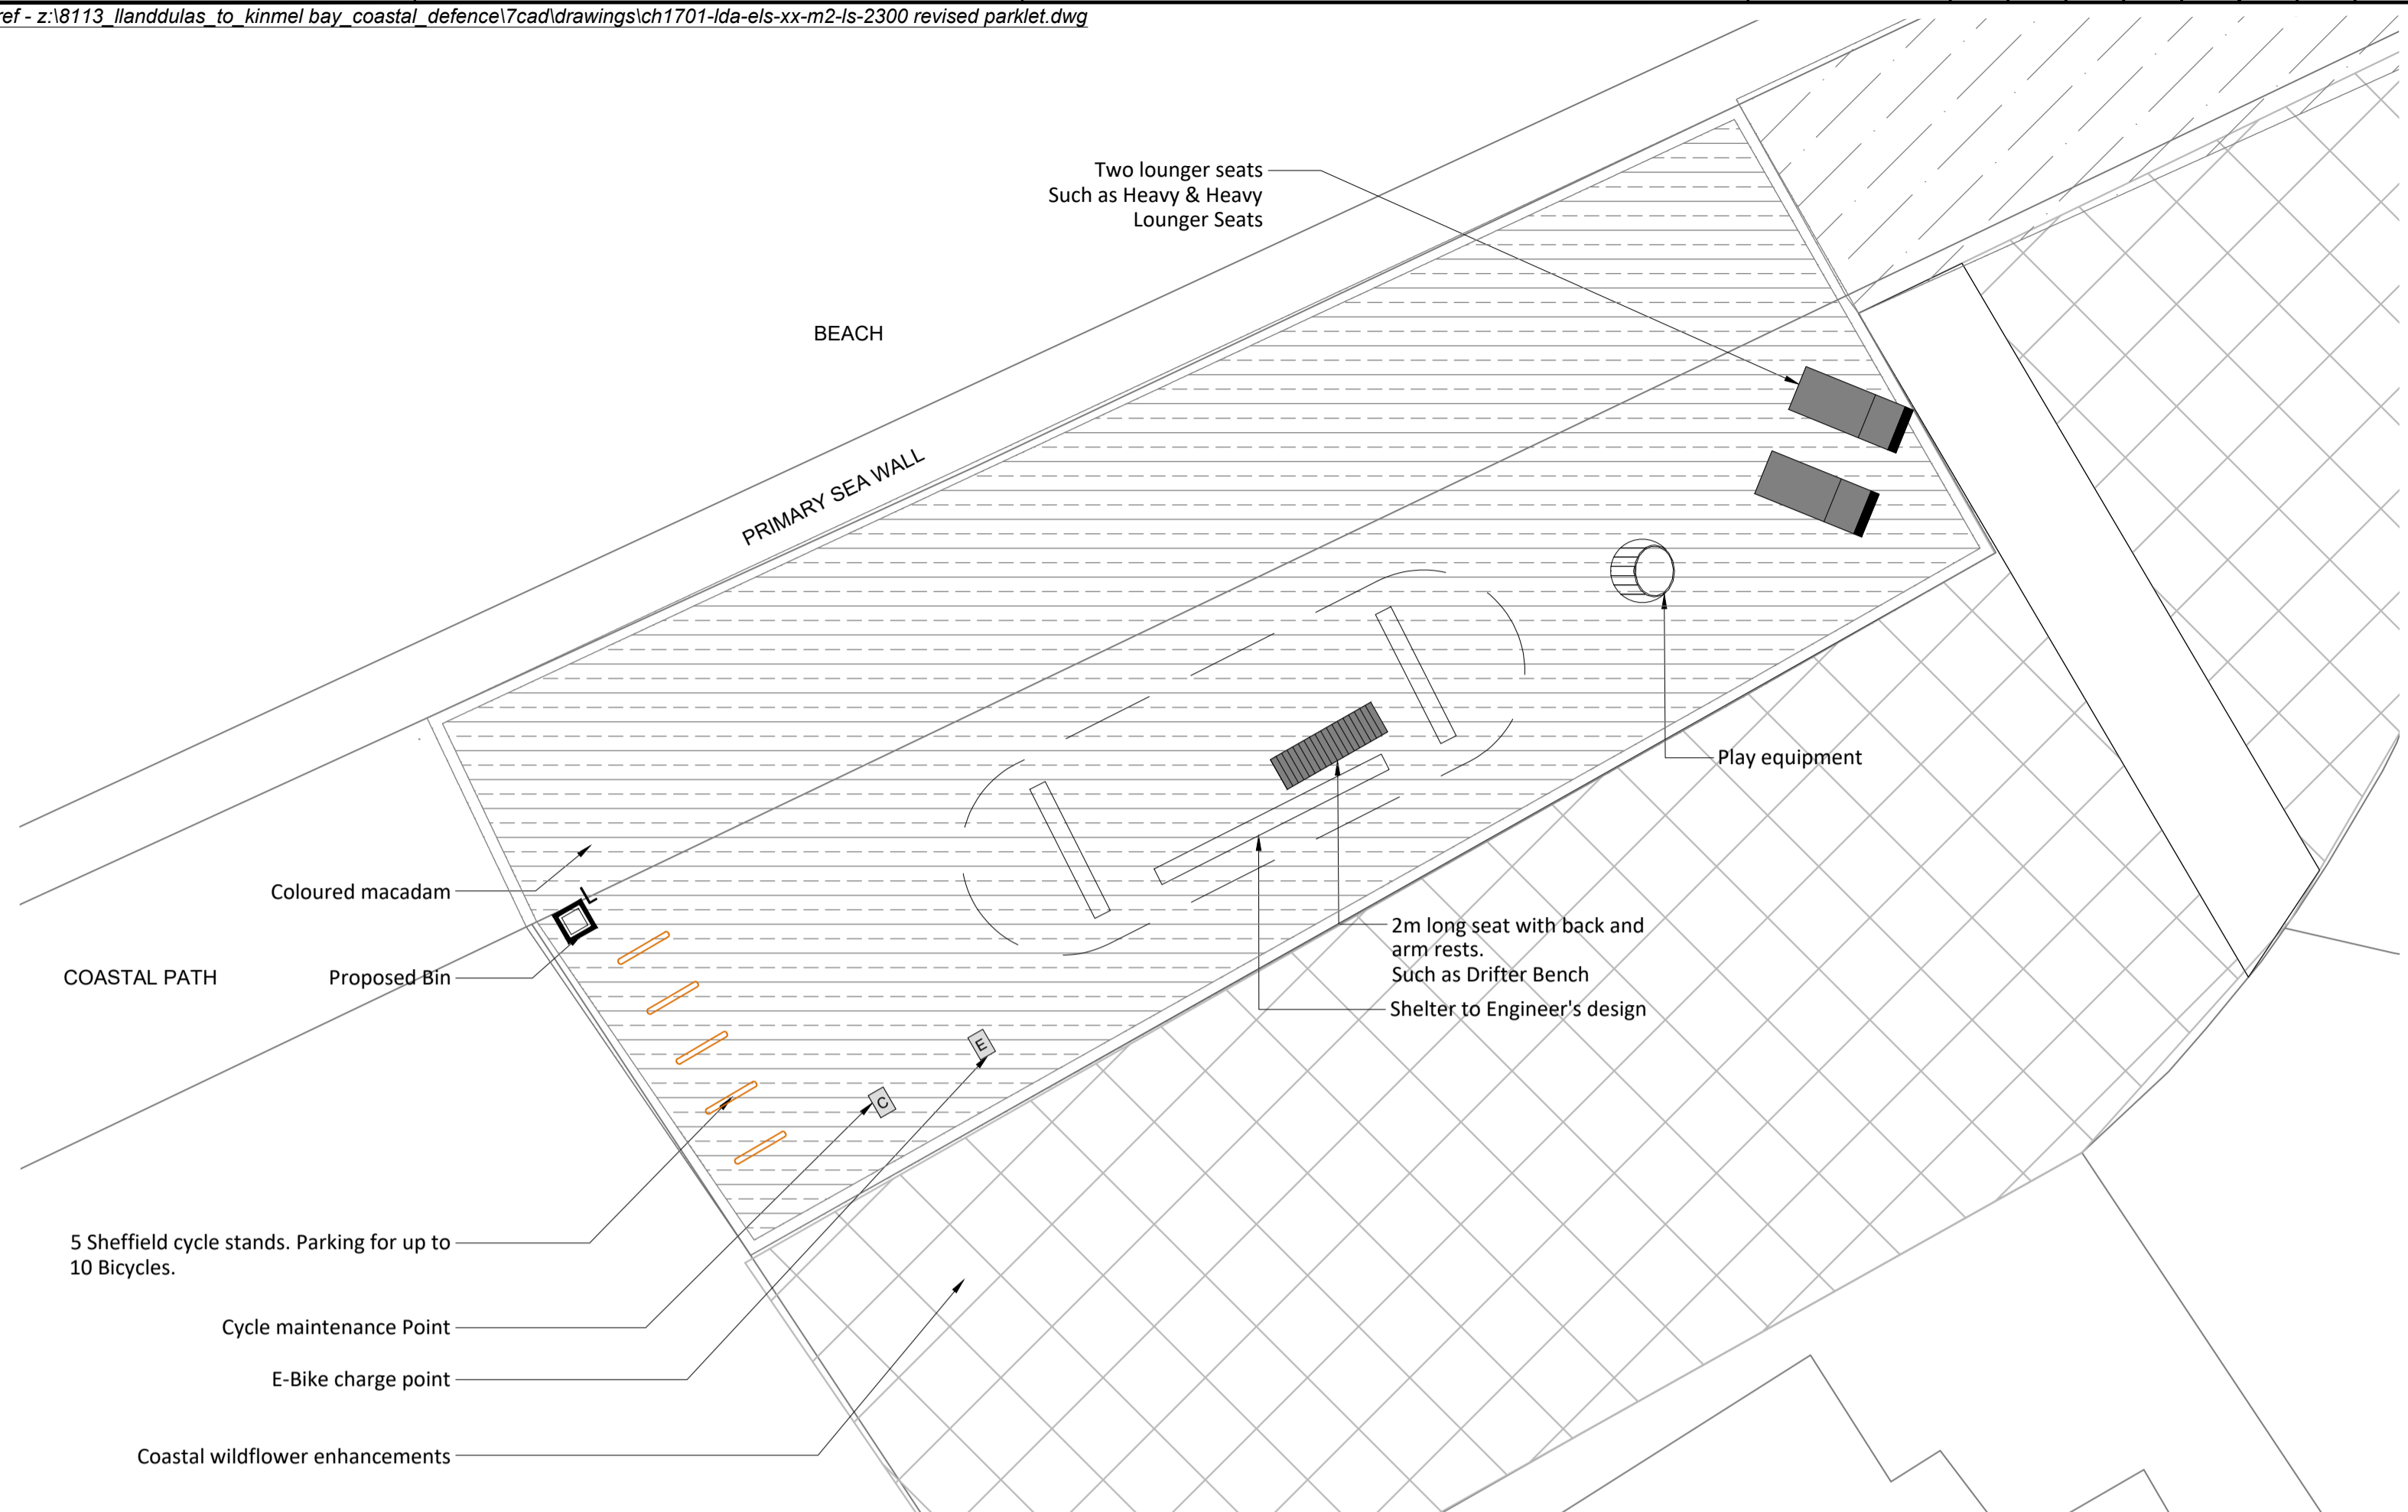 ref - z:\8113_llanddulas_to_kinmel bay_coastal_defence\7cad\drawings\ch1701-lda-els-xx-m2-ls-2300 revised parklet.dwg
Two lounger seats
Such as Heavy & Heavy
Lounger Seats
BEACH
PRIMARY SEA WALL
Play equipment
Coloured macadam
L
2m long seat with back and
arm rests.
Such as Drifter Bench
COASTAL PATH
Proposed Bin
Shelter to Engineer's design
E
C
5 Sheffield cycle stands. Parking for up to
10 Bicycles.
Cycle maintenance Point
E-Bike charge point
Coastal wildflower enhancements